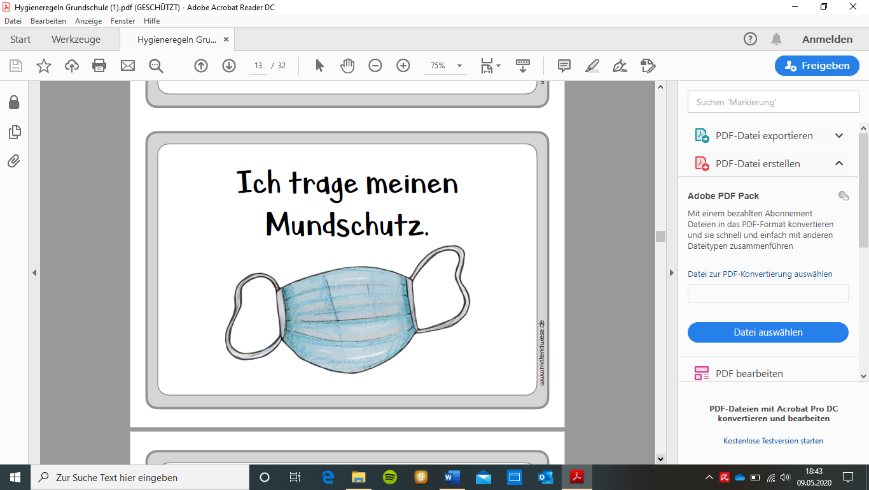 Hygieneregeln Grundschule (1).pdf (GESCHÜTZT) - Adobe Acrobat Reader DC
Datei Bearbeiten Anzeige Fenster Hilfe
Start Werkzeuge Hygieneregeln Gru... ×
Anmelden
13 / 32 75%
Freigeben
Ich trage meinen
Mundschutz.
Suchen 'Markierung'
PDF-Datei exportieren
PDF-Datei erstellen
Adobe PDF Pack
Mit einem bezahlten Abonnement
Dateien in das PDF-Format konvertieren
und sie schnell und einfach mit anderen
Dateitypen zusammenführen
Datei zur PDF-Konvertierung auswählen
Datei auswählen
PDF bearbeiten
PDF-Dateien mit Acrobat Pro DC
konvertieren und bearbeiten
Kostenlose Testversion starten
Zur Suche Text hier eingeben
18:43
09.05.2020